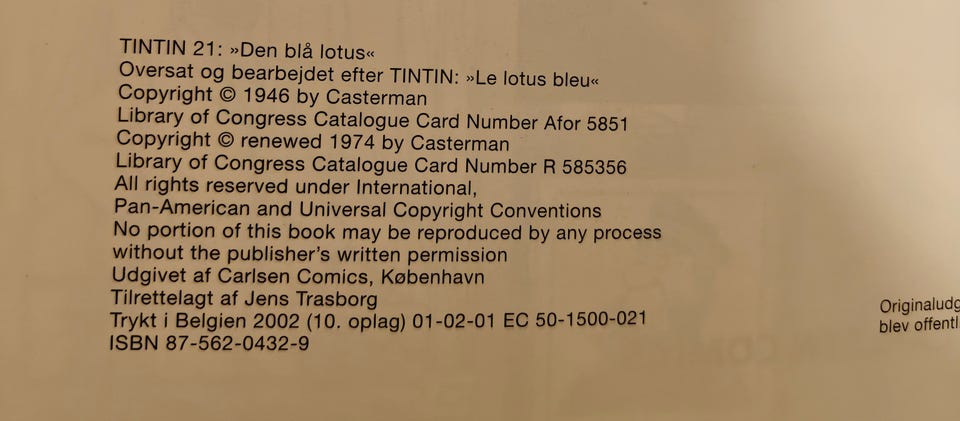 TINTIN 21: »Den blå lotus«
Oversat og bearbejdet efter TINTIN: »Le lotus bleu«
Copyright © 1946 by Casterman
Library of Congress Catalogue Card Number Afor 5851
Copyright © renewed 1974 by Casterman
Library of Congress Catalogue Card Number R 585356
All rights reserved under International,
Pan-American and Universal Copyright Conventions
No portion of this book may be reproduced by any process
without the publisher's written permission
Udgivet af Carlsen Comics, København
Tilrettelagt af Jens Trasborg
Trykt i Belgien 2002 (10. oplag) 01-02-01 EC 50-1500-021
ISBN 87-562-0432-9
Originaludg
blev offentl